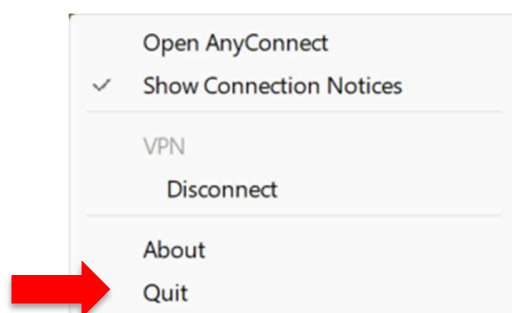 Open AnyConnect
Show Connection Notices
VPN
Disconnect
About
Quit